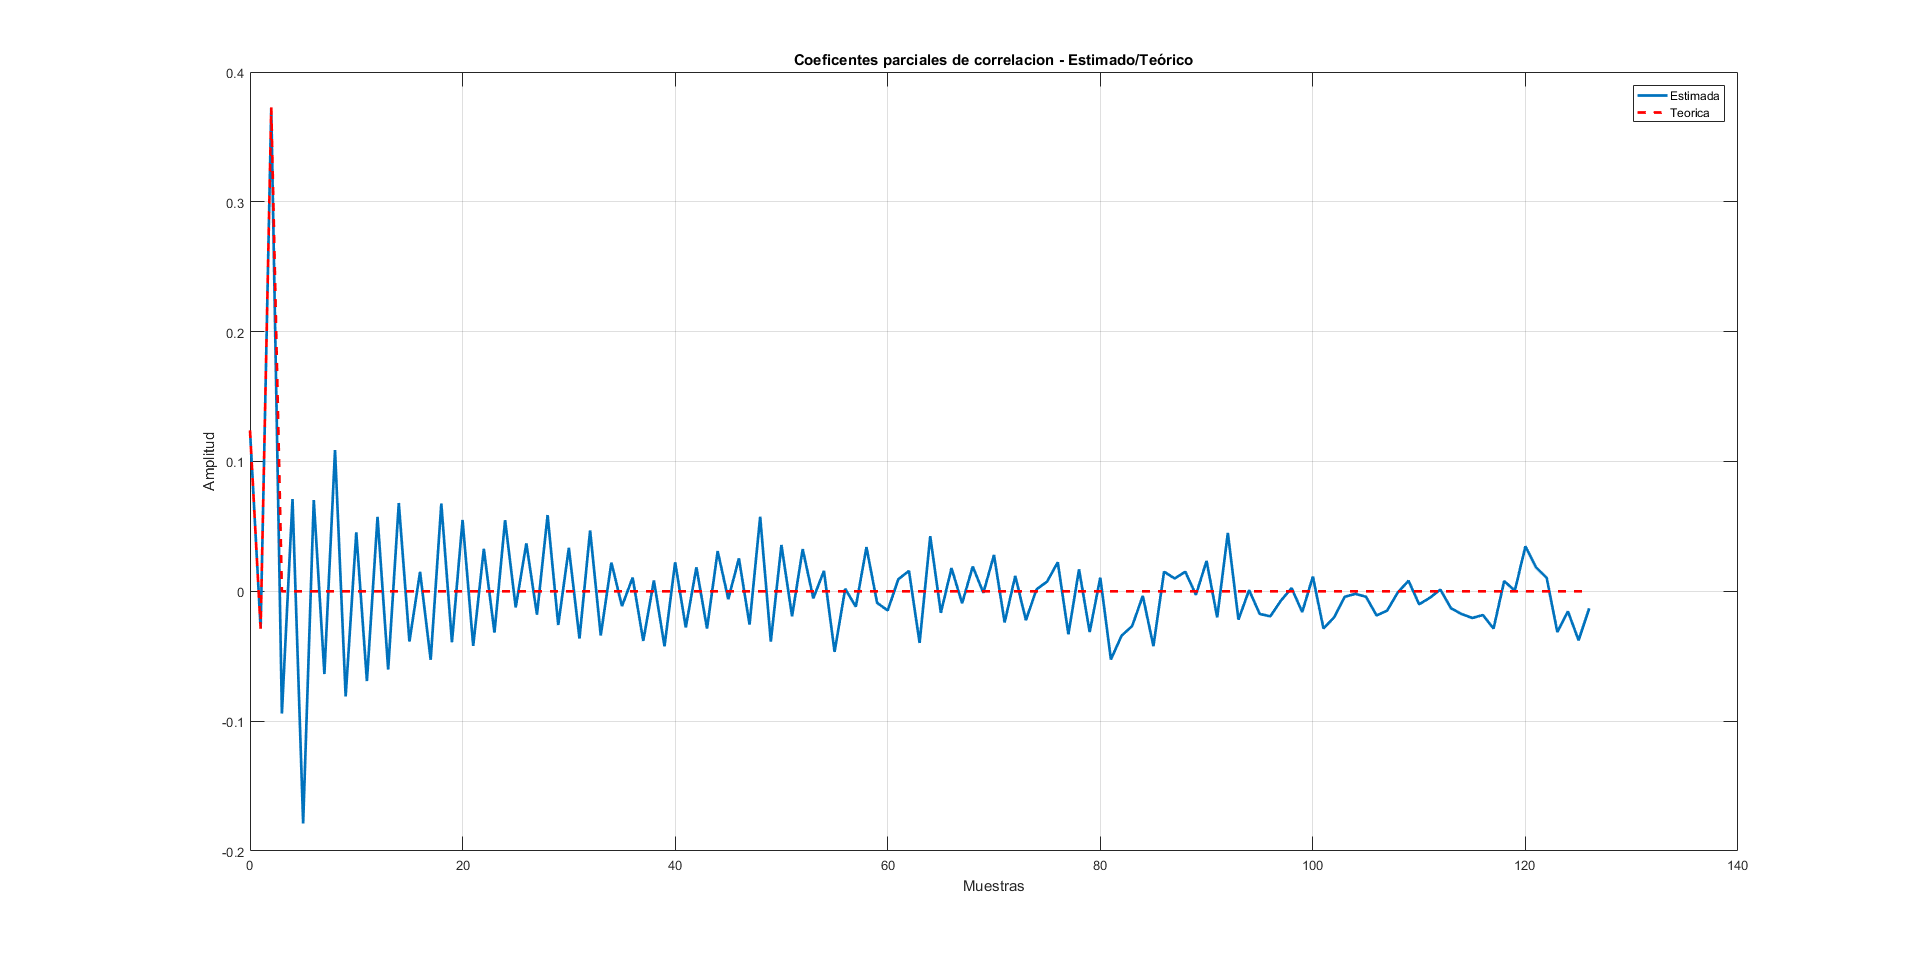 Coeficentes parciales de correlacion - Estimado/Teórico
Estimada
Teorica
Amplitud
0.4
0.3
0.2
0.1
0
-0.1
-0.2
0 20 40 60 80 100 120 140
Muestras